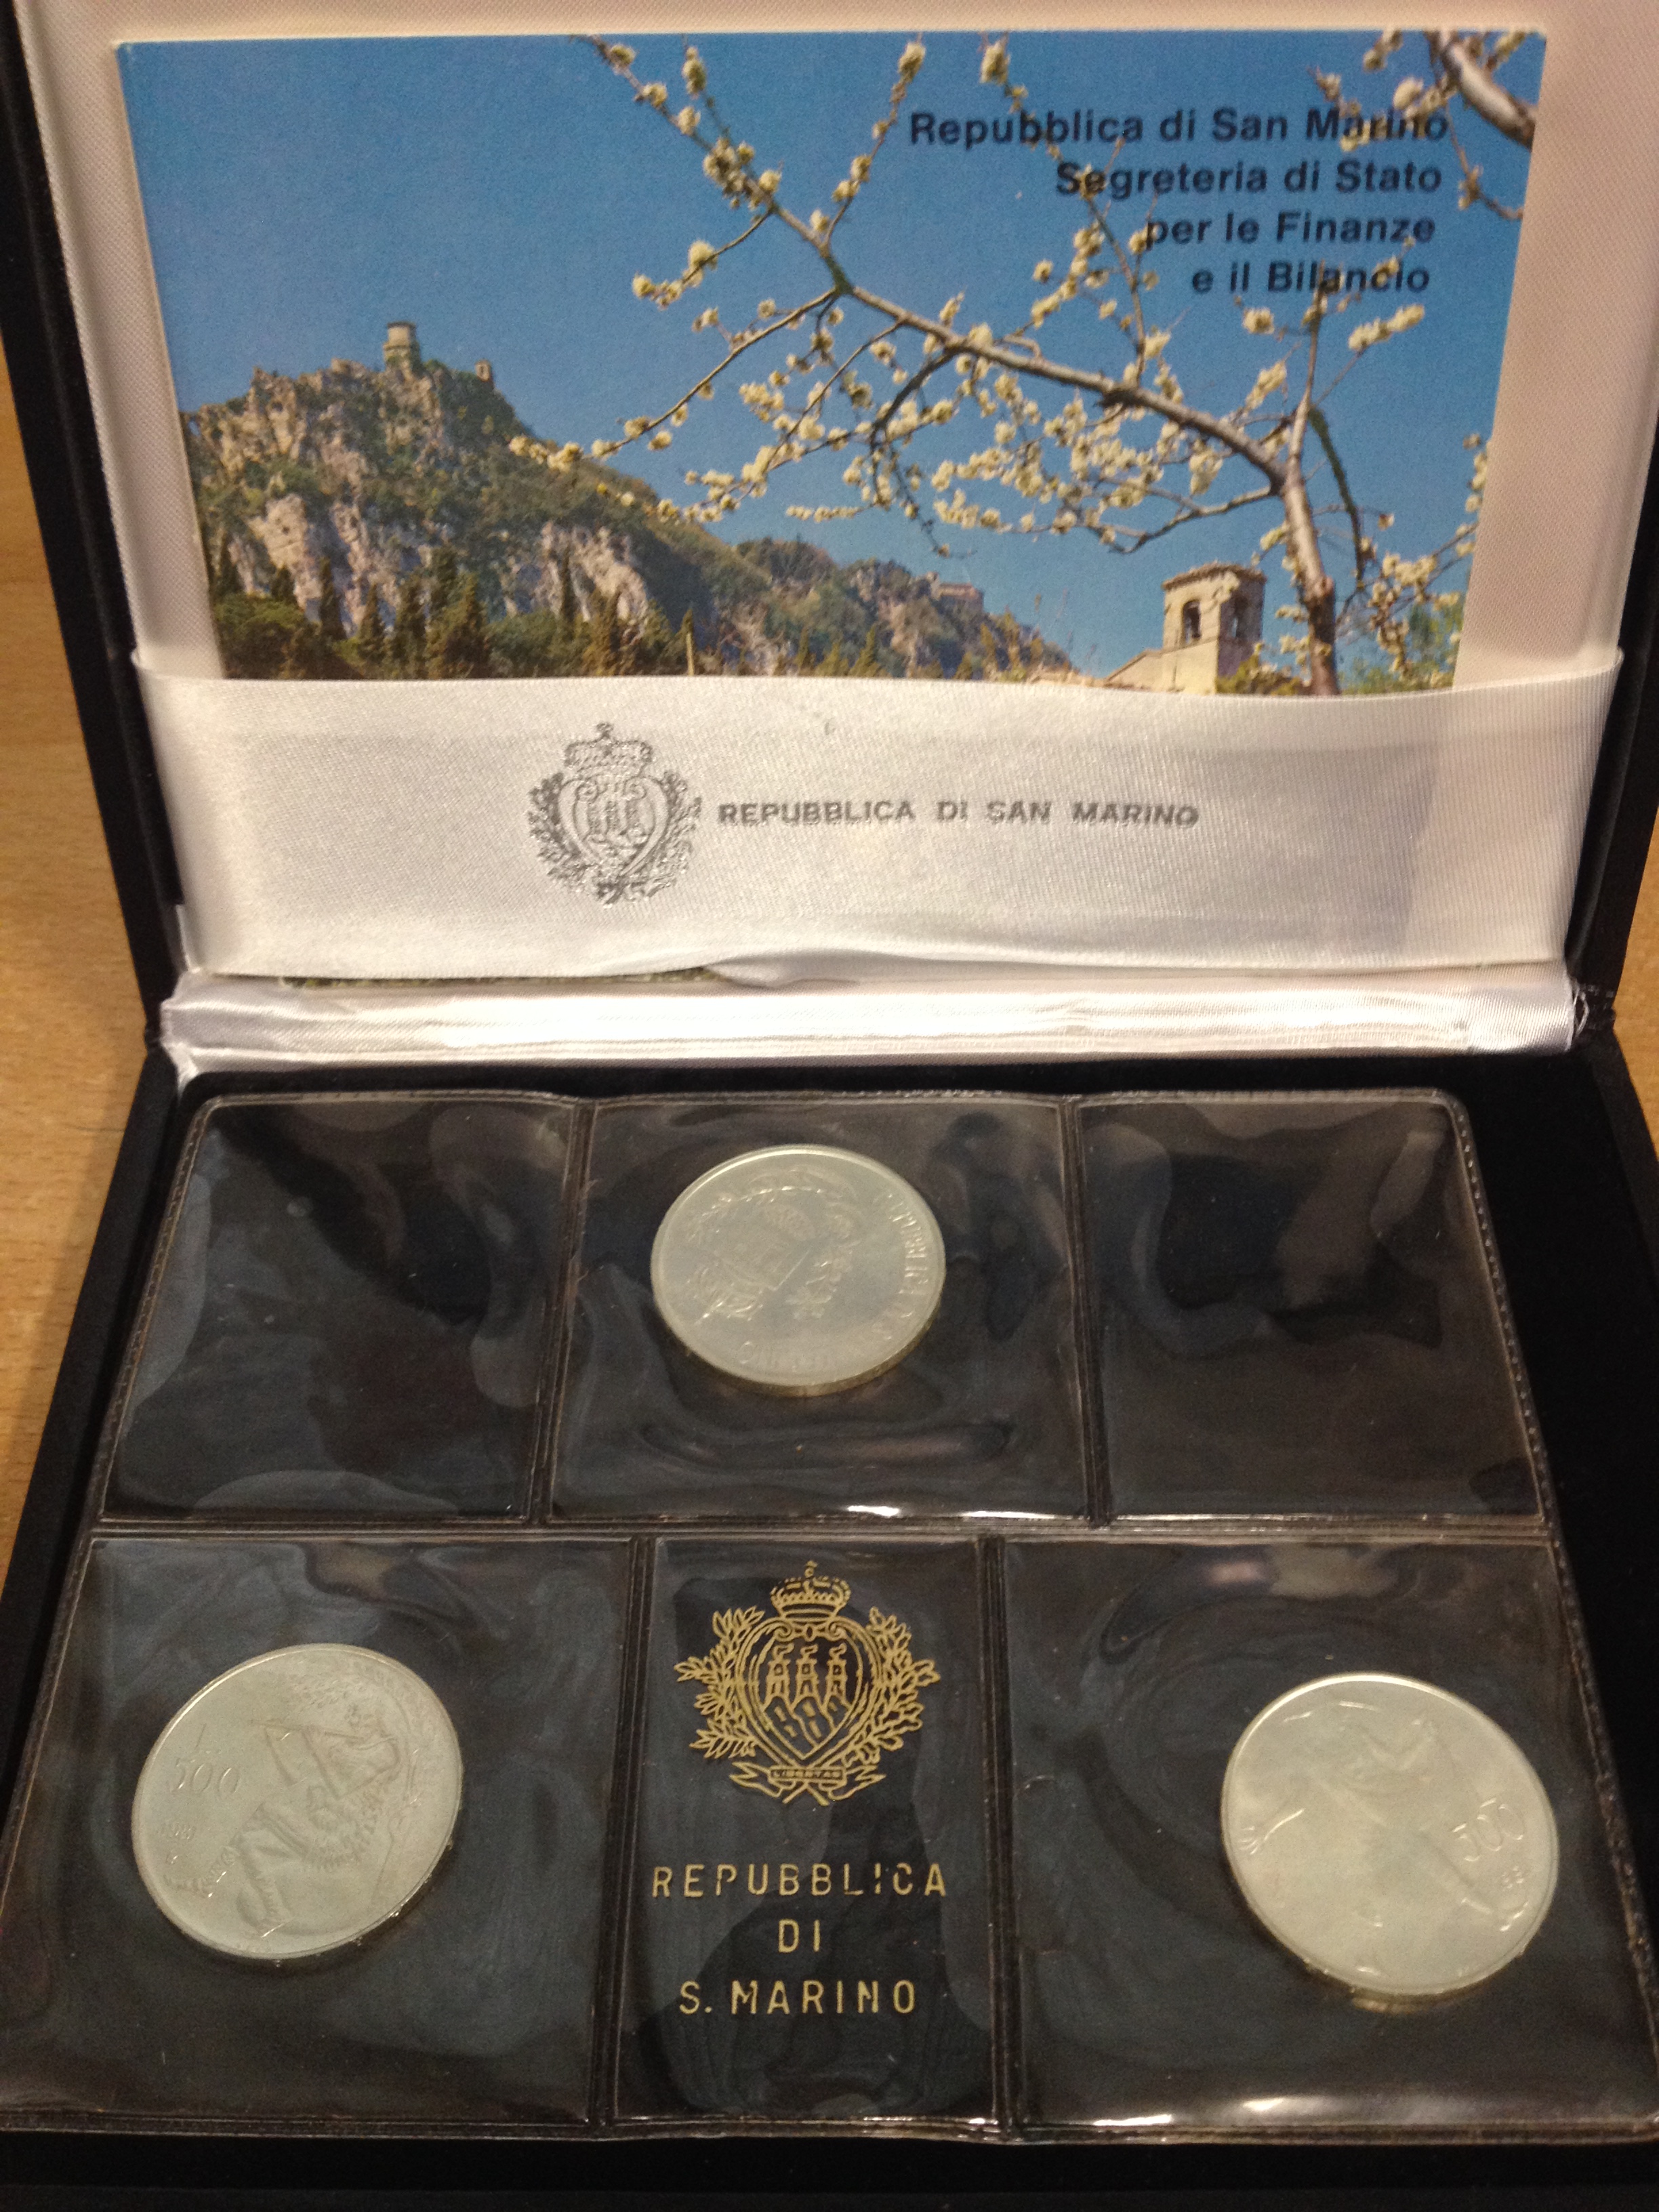 Repubblica di San Marino
Segreteria di Stato
per le Finanze
e il Bilancio
REPUBBLICA DI SAN MARINO
500
500
LIBERTAS
REPUBBLICA
DI
S. MARINO